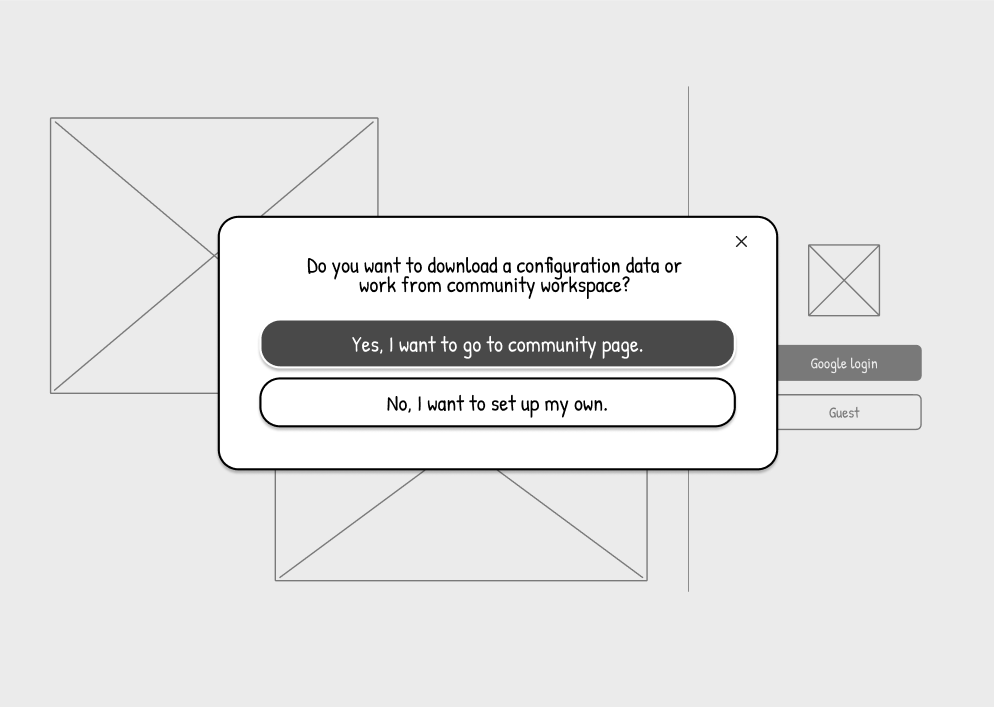 Do you want to download a configuration data or
work from community workspace?
Yes, I want to go to community page.
No, I want to set up my own.
Google login
Guest